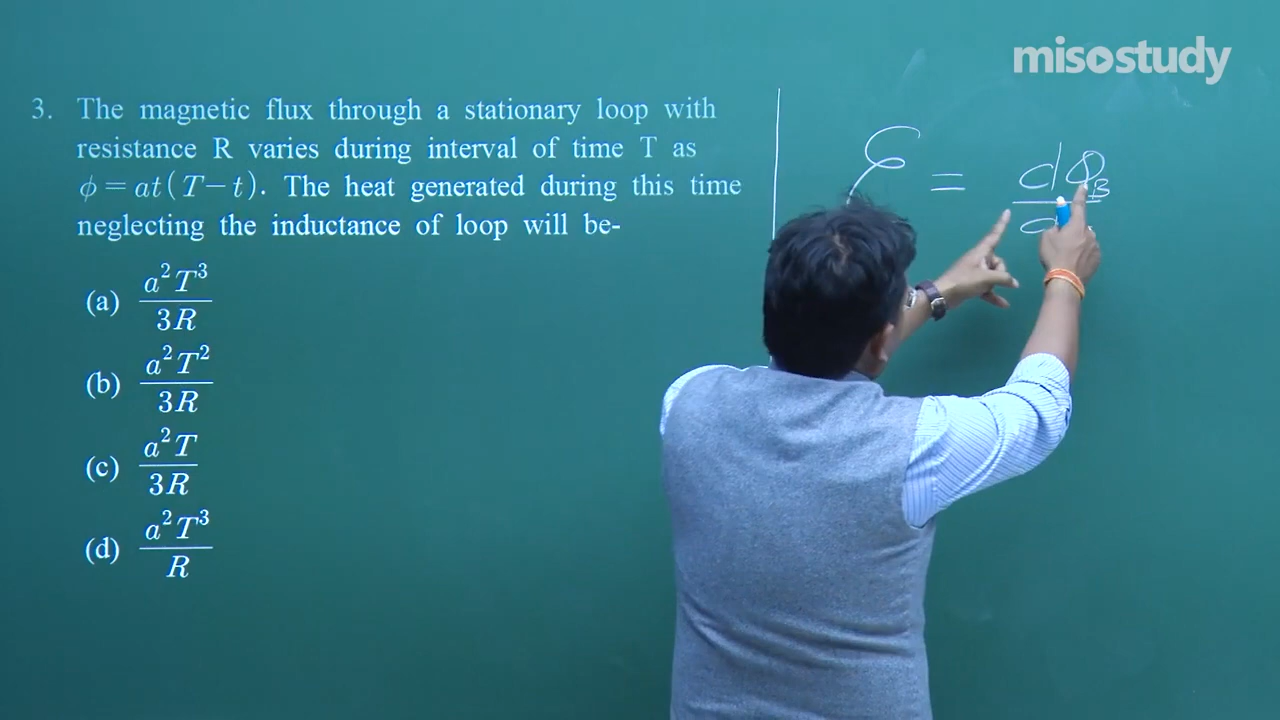 misostudy
3. The magnetic flux through a stationary loop with
resistance R varies during interval of time T as
ϕ = at(T−t). The heat generated during this time
neglecting the inductance of loop will be-
(a) a²T³/3R
(b) a²T²/3R
(c) a²T/3R
(d) a²T³/R
ℰ = dΦ_B